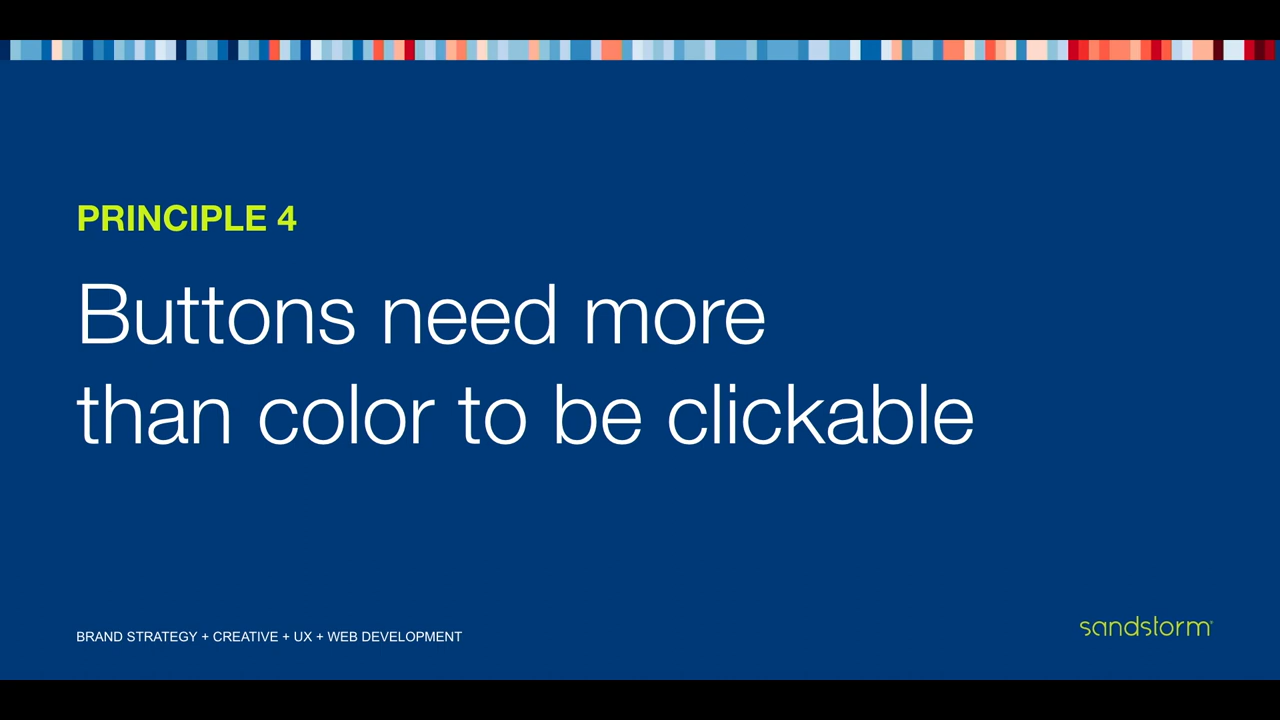 PRINCIPLE 4
Buttons need more
than color to be clickable
BRAND STRATEGY + CREATIVE + UX + WEB DEVELOPMENT
sandstorm®